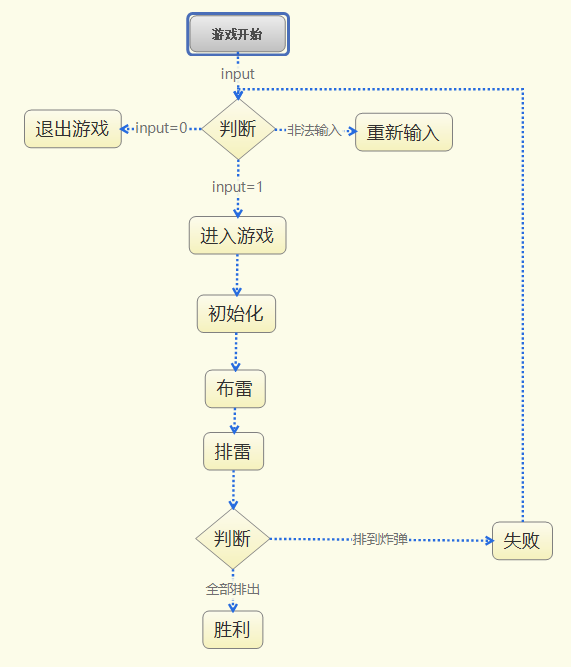 游戏开始
input
退出游戏
input=0
判断
非法输入
重新输入
input=1
进入游戏
初始化
布雷
排雷
判断
排到炸弹
失败
全部排出
胜利